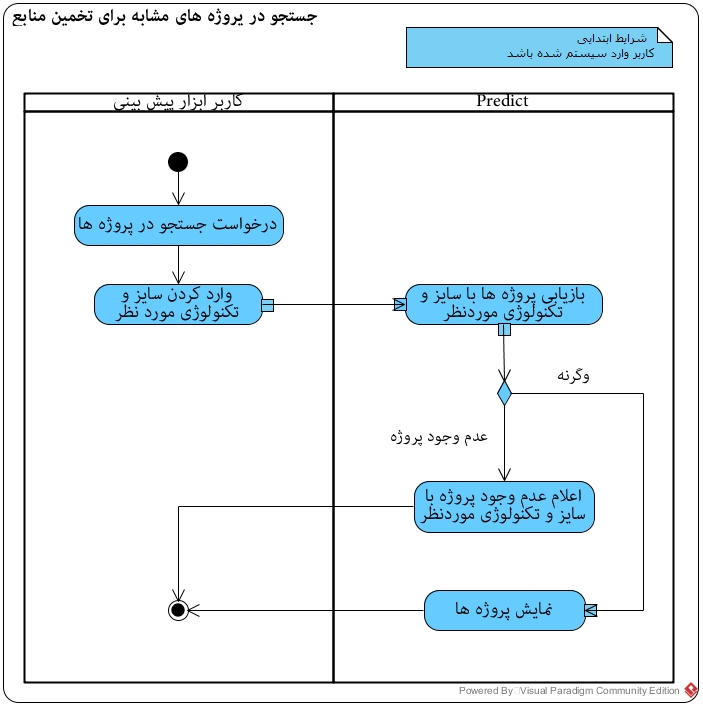 جستجو در پروژه های مشابه برای تخمین منابع
شرایط ابتدایی
کاربر وارد سیستم شده باشد
کاربر ابزار پیش بینی
Predict
درخواست جستجو در پروژه ها
وارد کردن سایز و
تکنولوژی مورد نظر
بازیابی پروژه ها با سایز و
تکنولوژی موردنظر
وگرنه
عدم وجود پروژه
اعلام عدم وجود پروژه با
سایز و تکنولوژی موردنظر
نمایش پروژه ها
Powered By Visual Paradigm Community Edition